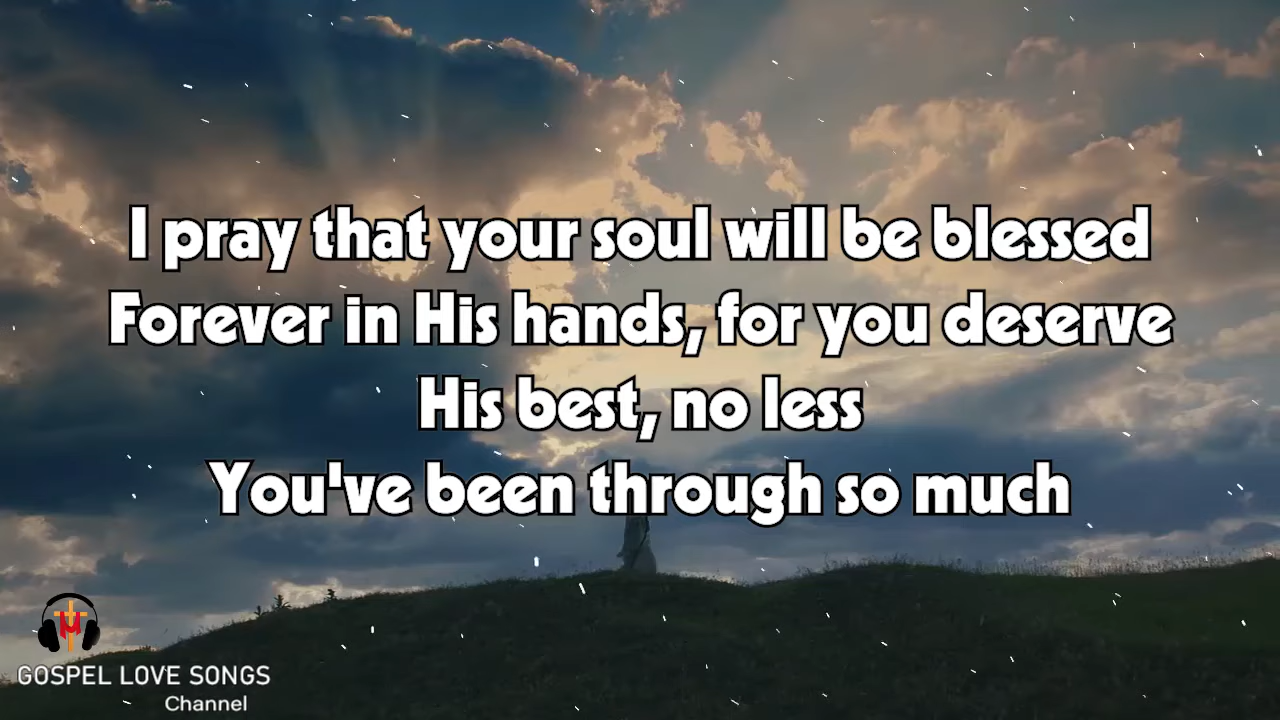 I pray that your soul will be blessed
Forever in His hands, for you deserve
His best, no less
You've been through so much
GOSPEL LOVE SONGS
Channel